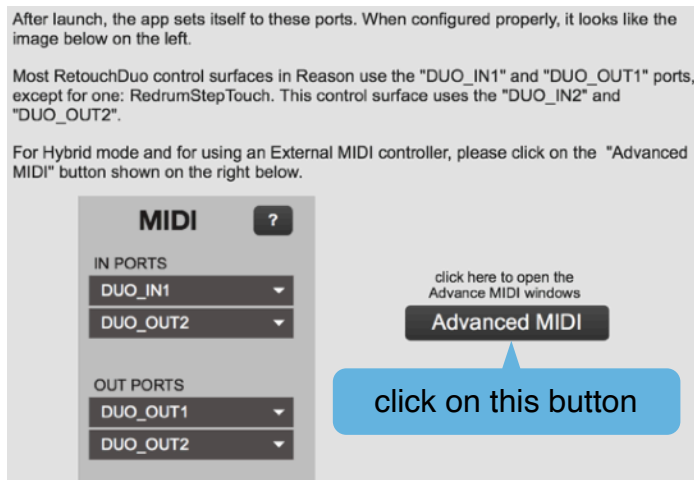 After launch, the app sets itself to these ports. When configured properly, it looks like the
image below on the left.
Most RetouchDuo control surfaces in Reason use the "DUO_IN1" and "DUO_OUT1" ports,
except for one: RedrumStepTouch. This control surface uses the "DUO_IN2" and
"DUO_OUT2".
For Hybrid mode and for using an External MIDI controller, please click on the "Advanced
MIDI" button shown on the right below.
MIDI ?
IN PORTS
DUO_IN1
DUO_OUT2
OUT PORTS
DUO_OUT1
DUO_OUT2
click here to open the
Advance MIDI windows
Advanced MIDI
click on this button